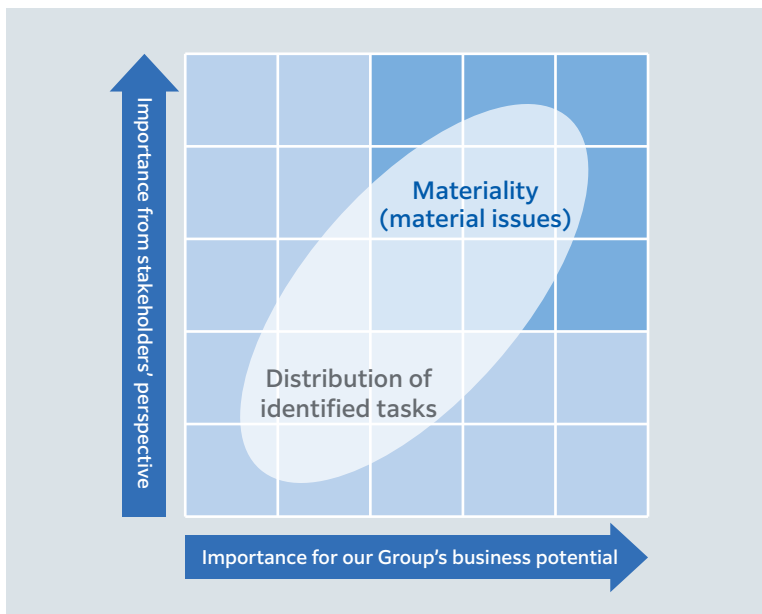 Importance from stakeholders' perspective
Materiality
(material issues)
Distribution of
identified tasks
Importance for our Group's business potential